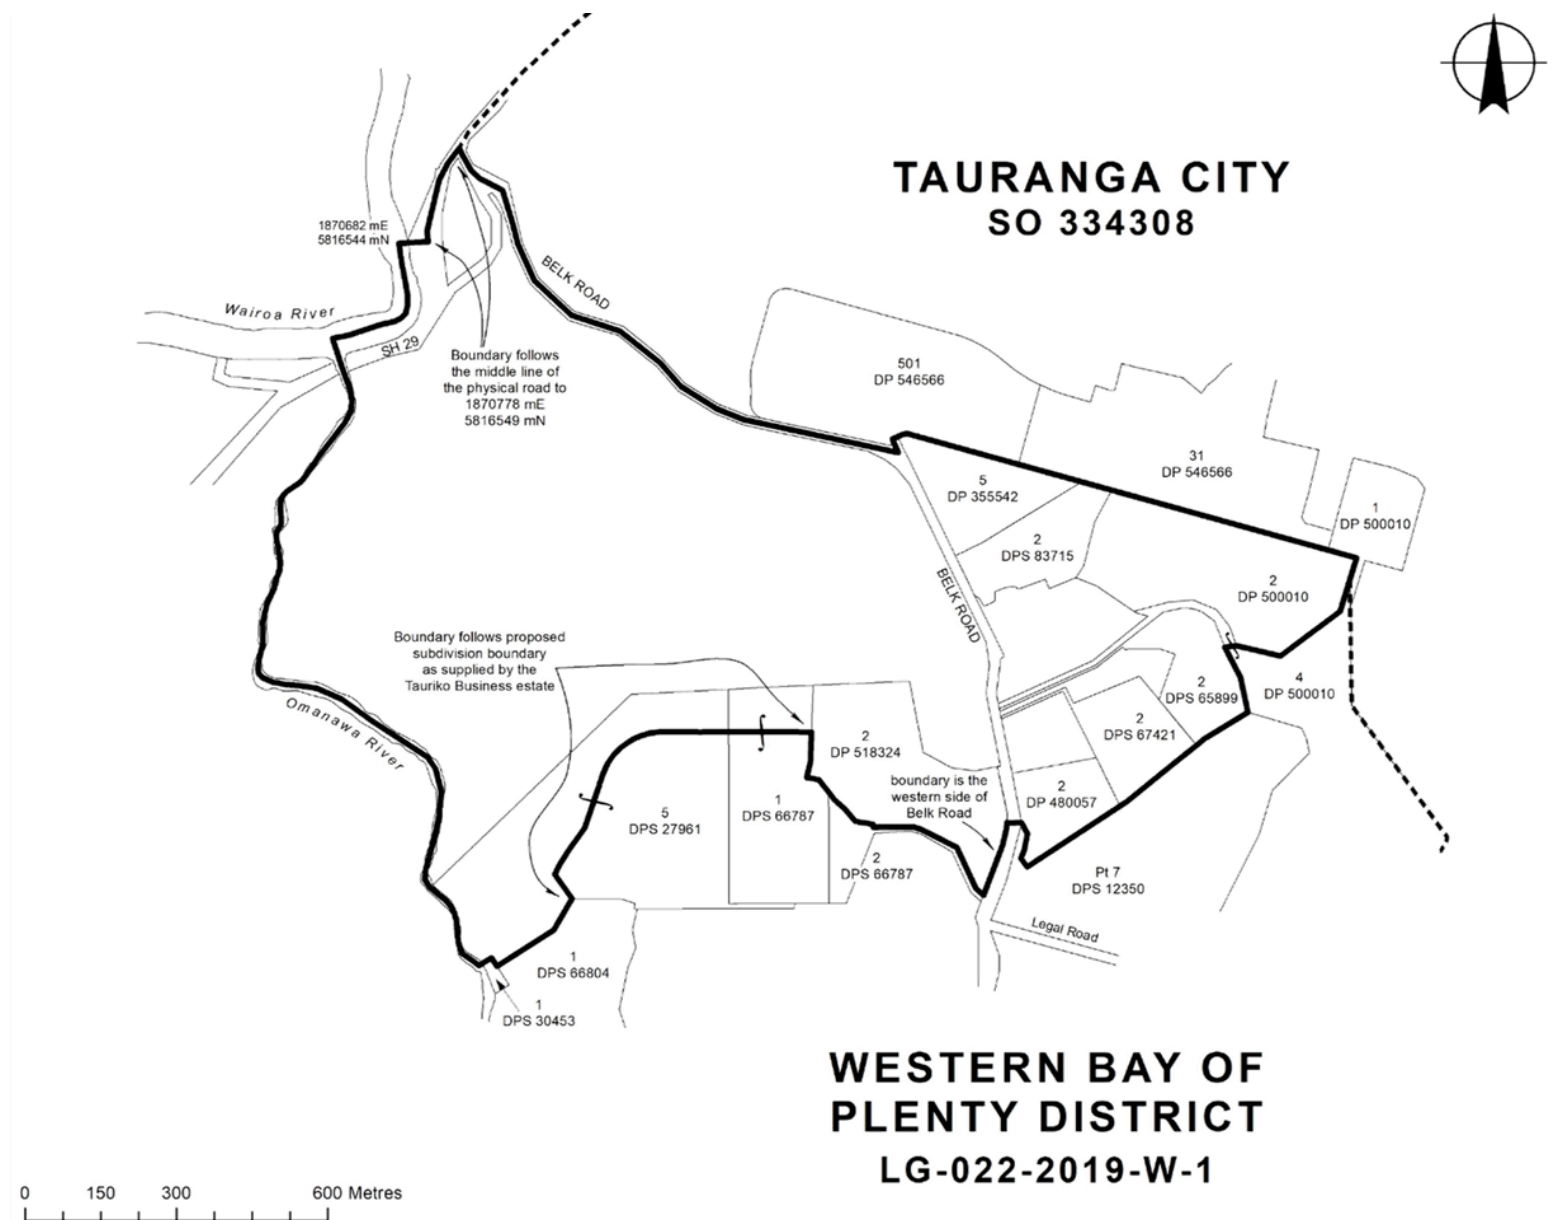 TAURANGA CITY
SO 334308
1870682 mE
5816544 mN
BELK ROAD
Wairoa River
SH 29
Boundary follows
the middle line of
the physical road to
1870778 mE
5816549 mN
501
DP 546566
31
DP 546566
5
DP 355542
1
DP 500010
2
DPS 83715
BELK ROAD
2
DP 500010
Boundary follows proposed
subdivision boundary
as supplied by the
Tauriko Business estate
2
DPS 65899
4
DP 500010
Omanawa River
2
DPS 67421
2
DP 518324
boundary is the
western side of
Belk Road
2
DP 480057
5
DPS 27961
1
DPS 66787
2
DPS 66787
Pt 7
DPS 12350
Legal Road
1
DPS 66804
1
DPS 30453
WESTERN BAY OF
PLENTY DISTRICT
LG-022-2019-W-1
0 150 300 600 Metres